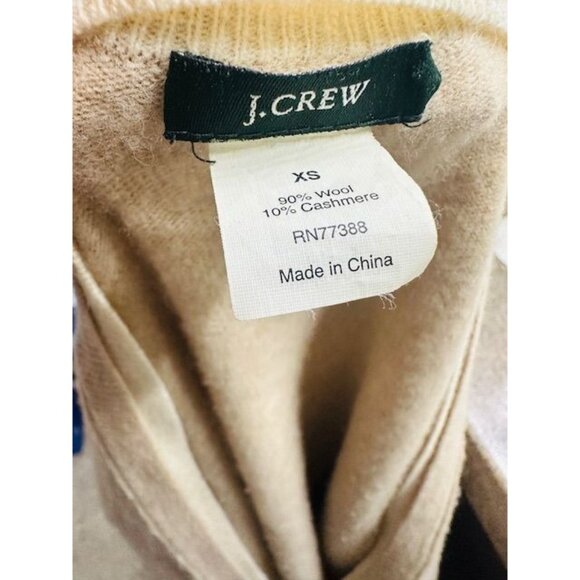 J.CREW
XS
90% Wool
10% Cashmere
RN77388
Made in China